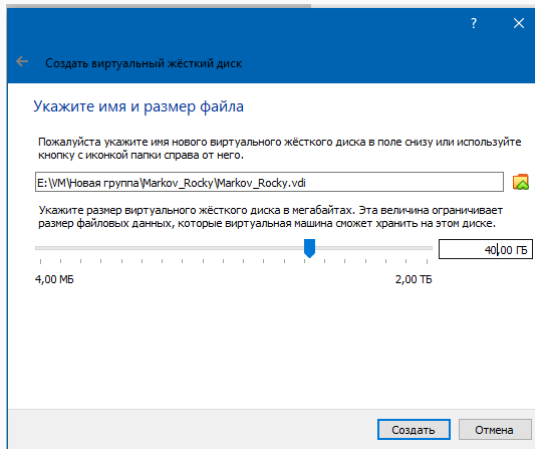 ?
Создать виртуальный жёсткий диск
Укажите имя и размер файла
Пожалуйста укажите имя нового виртуального жёсткого диска в поле снизу или используйте
кнопку с иконкой папки справа от него.
E:\VM\Новая группа\Markov_Rocky\Markov_Rocky.vdi
Укажите размер виртуального жёсткого диска в мегабайтах. Эта величина ограничивает
размер файловых данных, которые виртуальная машина сможет хранить на этом диске.
40,00 ГБ
4,00 МБ 2,00 ТБ
Создать Отмена